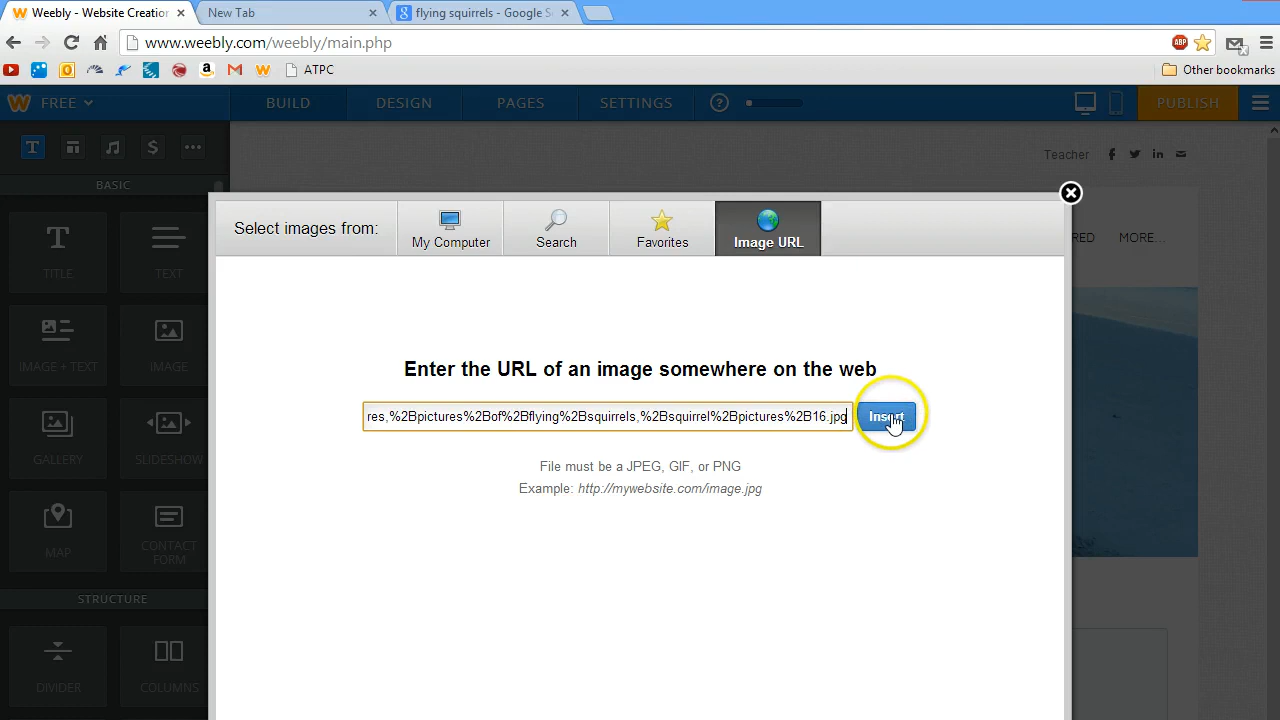 Weebly - Website Creation
New Tab
flying squirrels - Google S
www.weebly.com/weebly/main.php
ABP
ATPC
Other bookmarks
FREE
BUILD
DESIGN
PAGES
SETTINGS
?
PUBLISH
Teacher
BASIC
Select images from:
My Computer
Search
Favorites
Image URL
TITLE
TEXT
RED
MORE...
IMAGE + TEXT
IMAGE
Enter the URL of an image somewhere on the web
res,%2Bpictures%2Bof%2Bflying%2Bsquirrels,%2Bsquirrel%2Bpictures%2B16.jpg
Insert
GALLERY
SLIDESHOW
File must be a JPEG, GIF, or PNG
Example: http://mywebsite.com/image.jpg
MAP
CONTACT
FORM
STRUCTURE
DIVIDER
COLUMNS